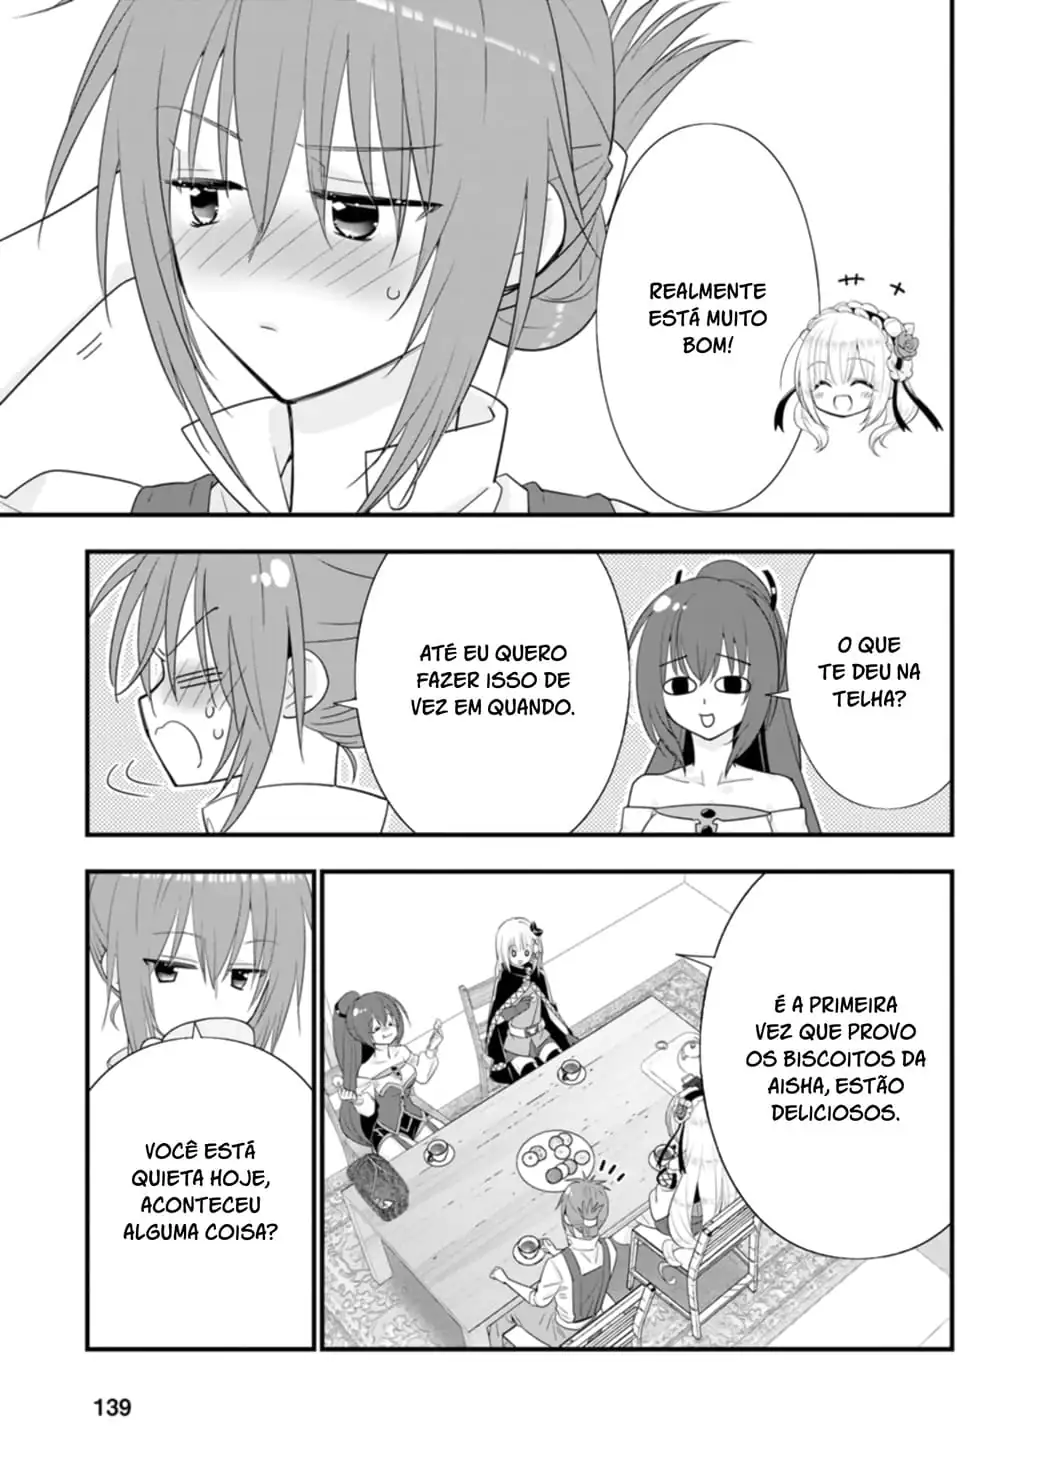 REALMENTE
ESTÁ MUITO
BOM!
O QUE
TE DEU NA
TELHA?
ATÉ EU QUERO
FAZER ISSO DE
VEZ EM QUANDO.
É A PRIMEIRA
VEZ QUE PROVO
OS BISCOITOS DA
AISHA, ESTÃO
DELICIOSOS.
VOCÊ ESTÁ
QUIETA HOJE,
ACONTECEU
ALGUMA COISA?
139